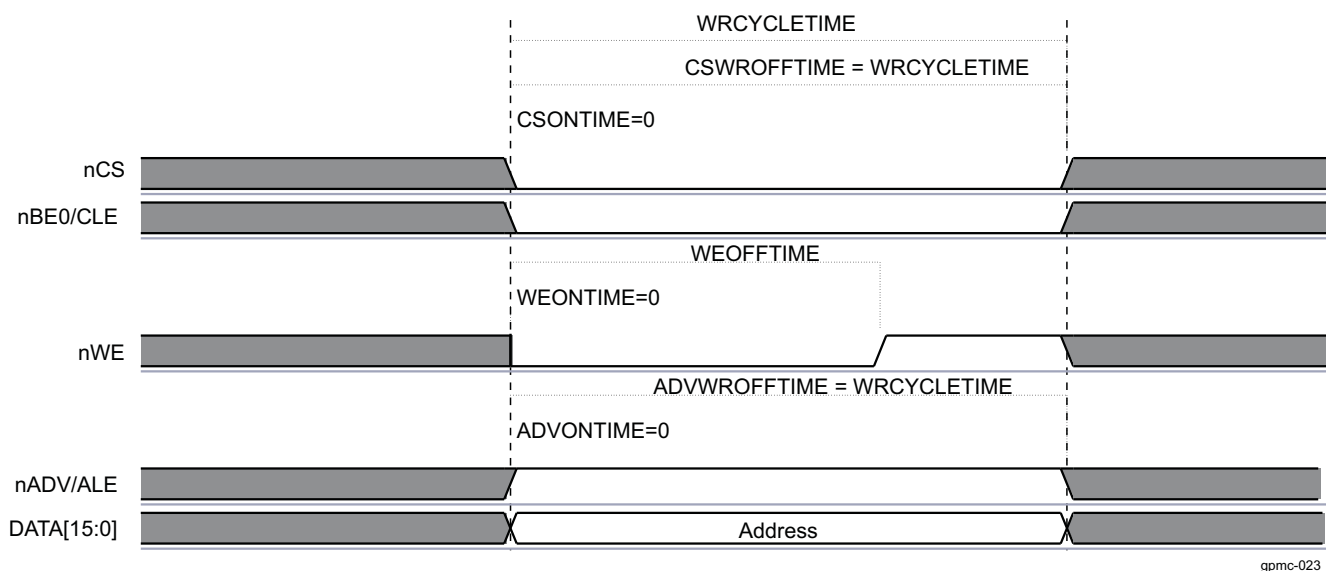 WRCYCLETIME
CSWROFFTIME = WRCYCLETIME
CSONTIME=0
nCS
nBE0/CLE
WEOFFTIME
WEONTIME=0
nWE
ADVWROFFTIME = WRCYCLETIME
ADVONTIME=0
nADV/ALE
DATA[15:0]
Address
gpmc-023